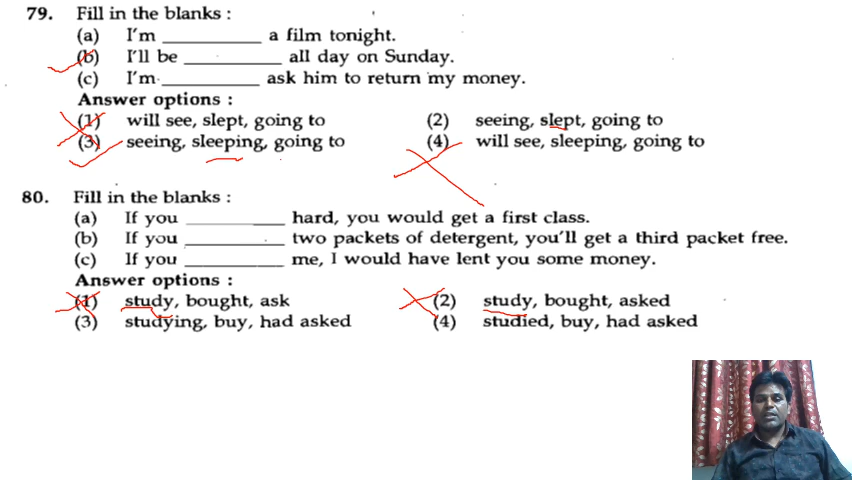 79. Fill in the blanks :
(a) I'm __________ a film tonight.
(b) I'll be __________ all day on Sunday.
(c) I'm __________ ask him to return my money.
Answer options :
(1) will see, slept, going to (2) seeing, slept, going to
(3) seeing, sleeping, going to (4) will see, sleeping, going to
80. Fill in the blanks :
(a) If you __________ hard, you would get a first class.
(b) If you __________ two packets of detergent, you'll get a third packet free.
(c) If you __________ me, I would have lent you some money.
Answer options :
(1) study, bought, ask (2) study, bought, asked
(3) studying, buy, had asked (4) studied, buy, had asked